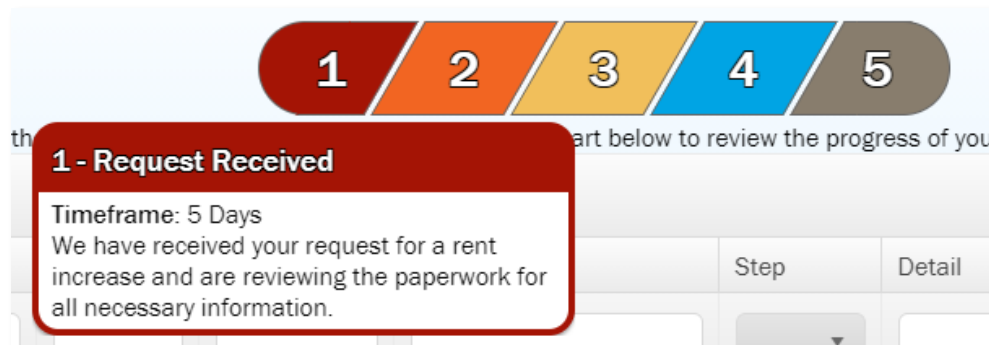 1 2 3 4 5
art below to review the progress of
1 - Request Received
Timeframe: 5 Days
We have received your request for a rent
increase and are reviewing the paperwork for
all necessary information.
Step Detail